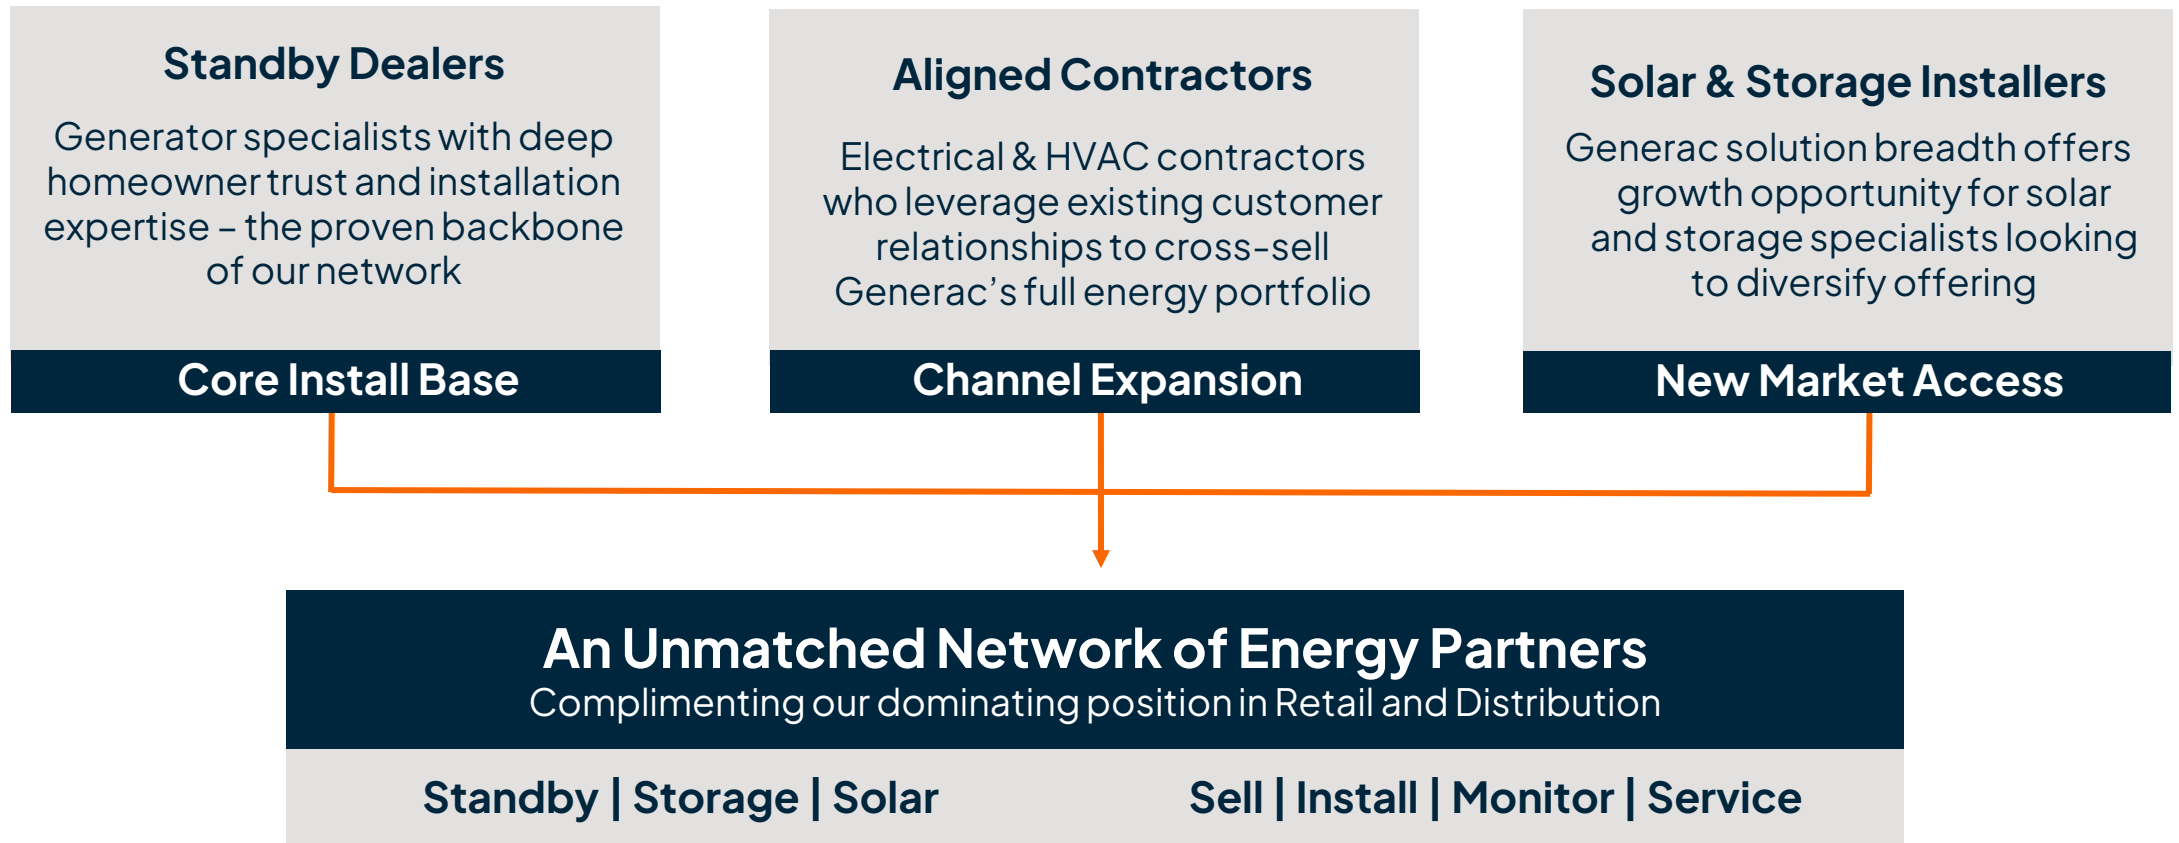 Standby Dealers
Generator specialists with deep
homeowner trust and installation
expertise – the proven backbone
of our network
Core Install Base
Aligned Contractors
Electrical & HVAC contractors
who leverage existing customer
relationships to cross-sell
Generac’s full energy portfolio
Channel Expansion
Solar & Storage Installers
Generac solution breadth offers
growth opportunity for solar
and storage specialists looking
to diversify offering
New Market Access
An Unmatched Network of Energy Partners
Complimenting our dominating position in Retail and Distribution
Standby | Storage | Solar
Sell | Install | Monitor | Service